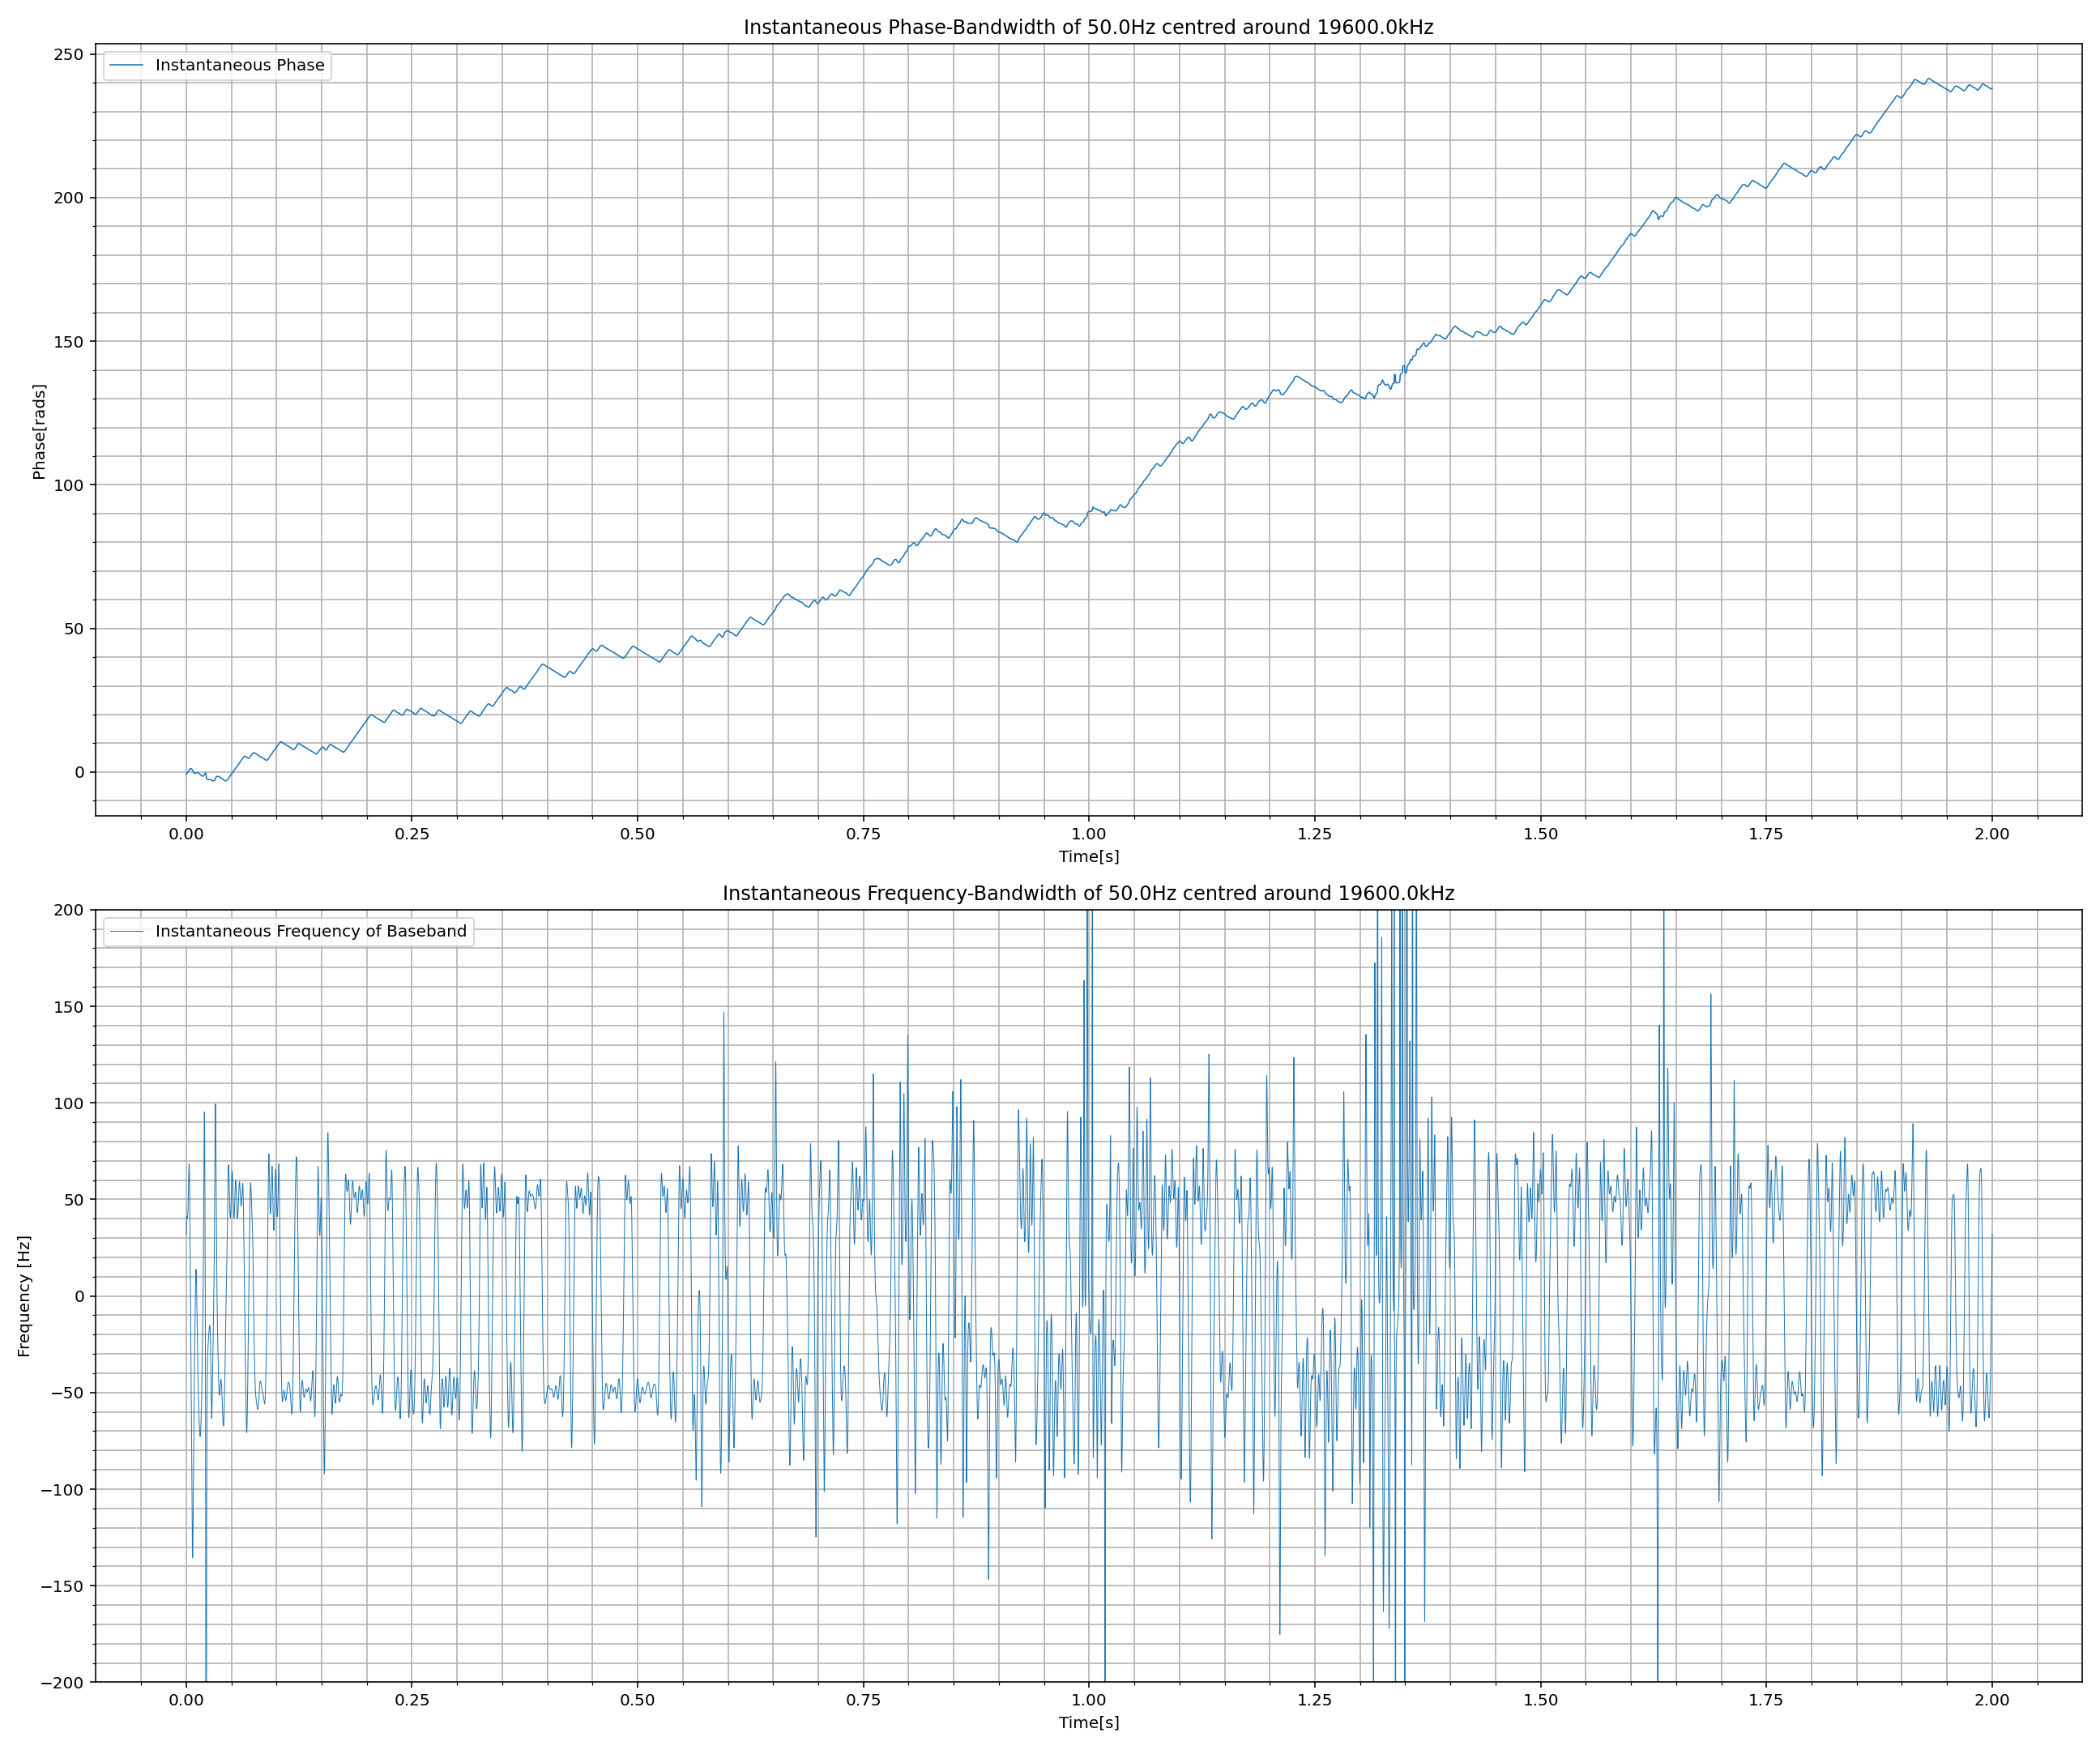 Instantaneous Phase-Bandwidth of 50.0Hz centred around 19600.0kHz
Instantaneous Phase
250
200
150
100
50
0
Phase[rads]
0.00 0.25 0.50 0.75 1.00 1.25 1.50 1.75 2.00
Time[s]
Instantaneous Frequency-Bandwidth of 50.0Hz centred around 19600.0kHz
Instantaneous Frequency of Baseband
200
150
100
50
0
−50
−100
−150
−200
Frequency [Hz]
0.00 0.25 0.50 0.75 1.00 1.25 1.50 1.75 2.00
Time[s]